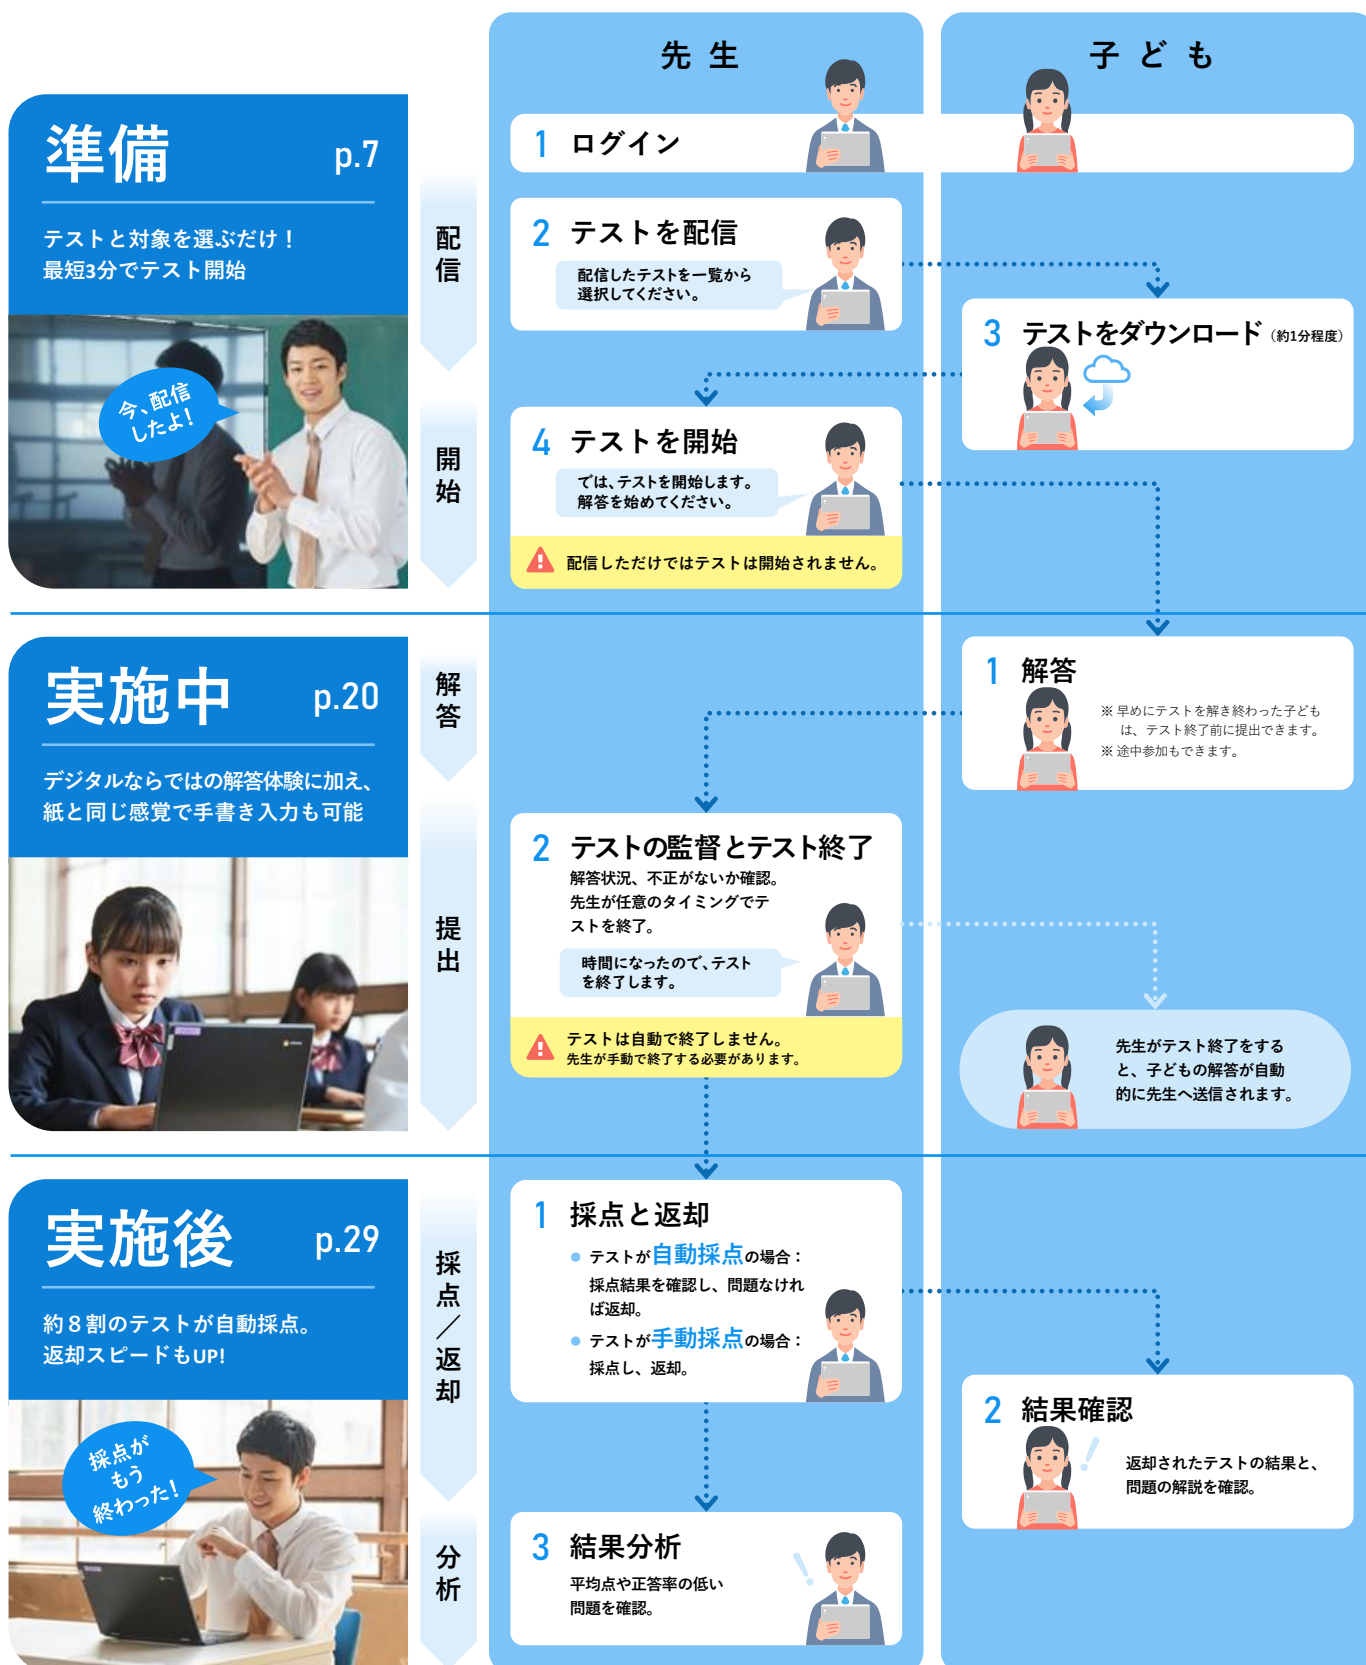 先生
子ども
準備 p.7
テストと対象を選ぶだけ！
最短3分でテスト開始
今、配信
したよ！
配信
開始
1 ログイン
2 テストを配信
配信したテストを一覧から
選択してください。
3 テストをダウンロード（約1分程度）
4 テストを開始
では、テストを開始します。
解答を始めてください。
配信しただけではテストは開始されません。
実施中 p.20
デジタルならではの解答体験に加え、
紙と同じ感覚で手書き入力も可能
解答
提出
1 解答
※ 早めにテストを解き終わった子ども
は、テスト終了前に提出できます。
※ 途中参加もできます。
2 テストの監督とテスト終了
解答状況、不正がないか確認。
先生が任意のタイミングでテ
ストを終了。
時間になったので、テスト
を終了します。
テストは自動で終了しません。
先生が手動で終了する必要があります。
先生がテスト終了をする
と、子どもの解答が自動
的に先生へ送信されます。
実施後 p.29
約８割のテストが自動採点。
返却スピードもUP!
採点が
もう
終わった！
採点／返却
分析
1 採点と返却
● テストが自動採点の場合：
採点結果を確認し、問題なけれ
ば返却。
● テストが手動採点の場合：
採点し、返却。
2 結果確認
返却されたテストの結果と、
問題の解説を確認。
3 結果分析
平均点や正答率の低い
問題を確認。